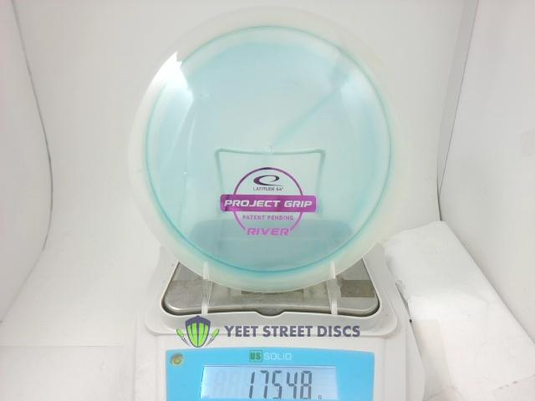 LATITUDE 64°
PROJECT GRIP
PATENT PENDING
RIVER
YEET STREET DISCS
US SOLID
175.48 g